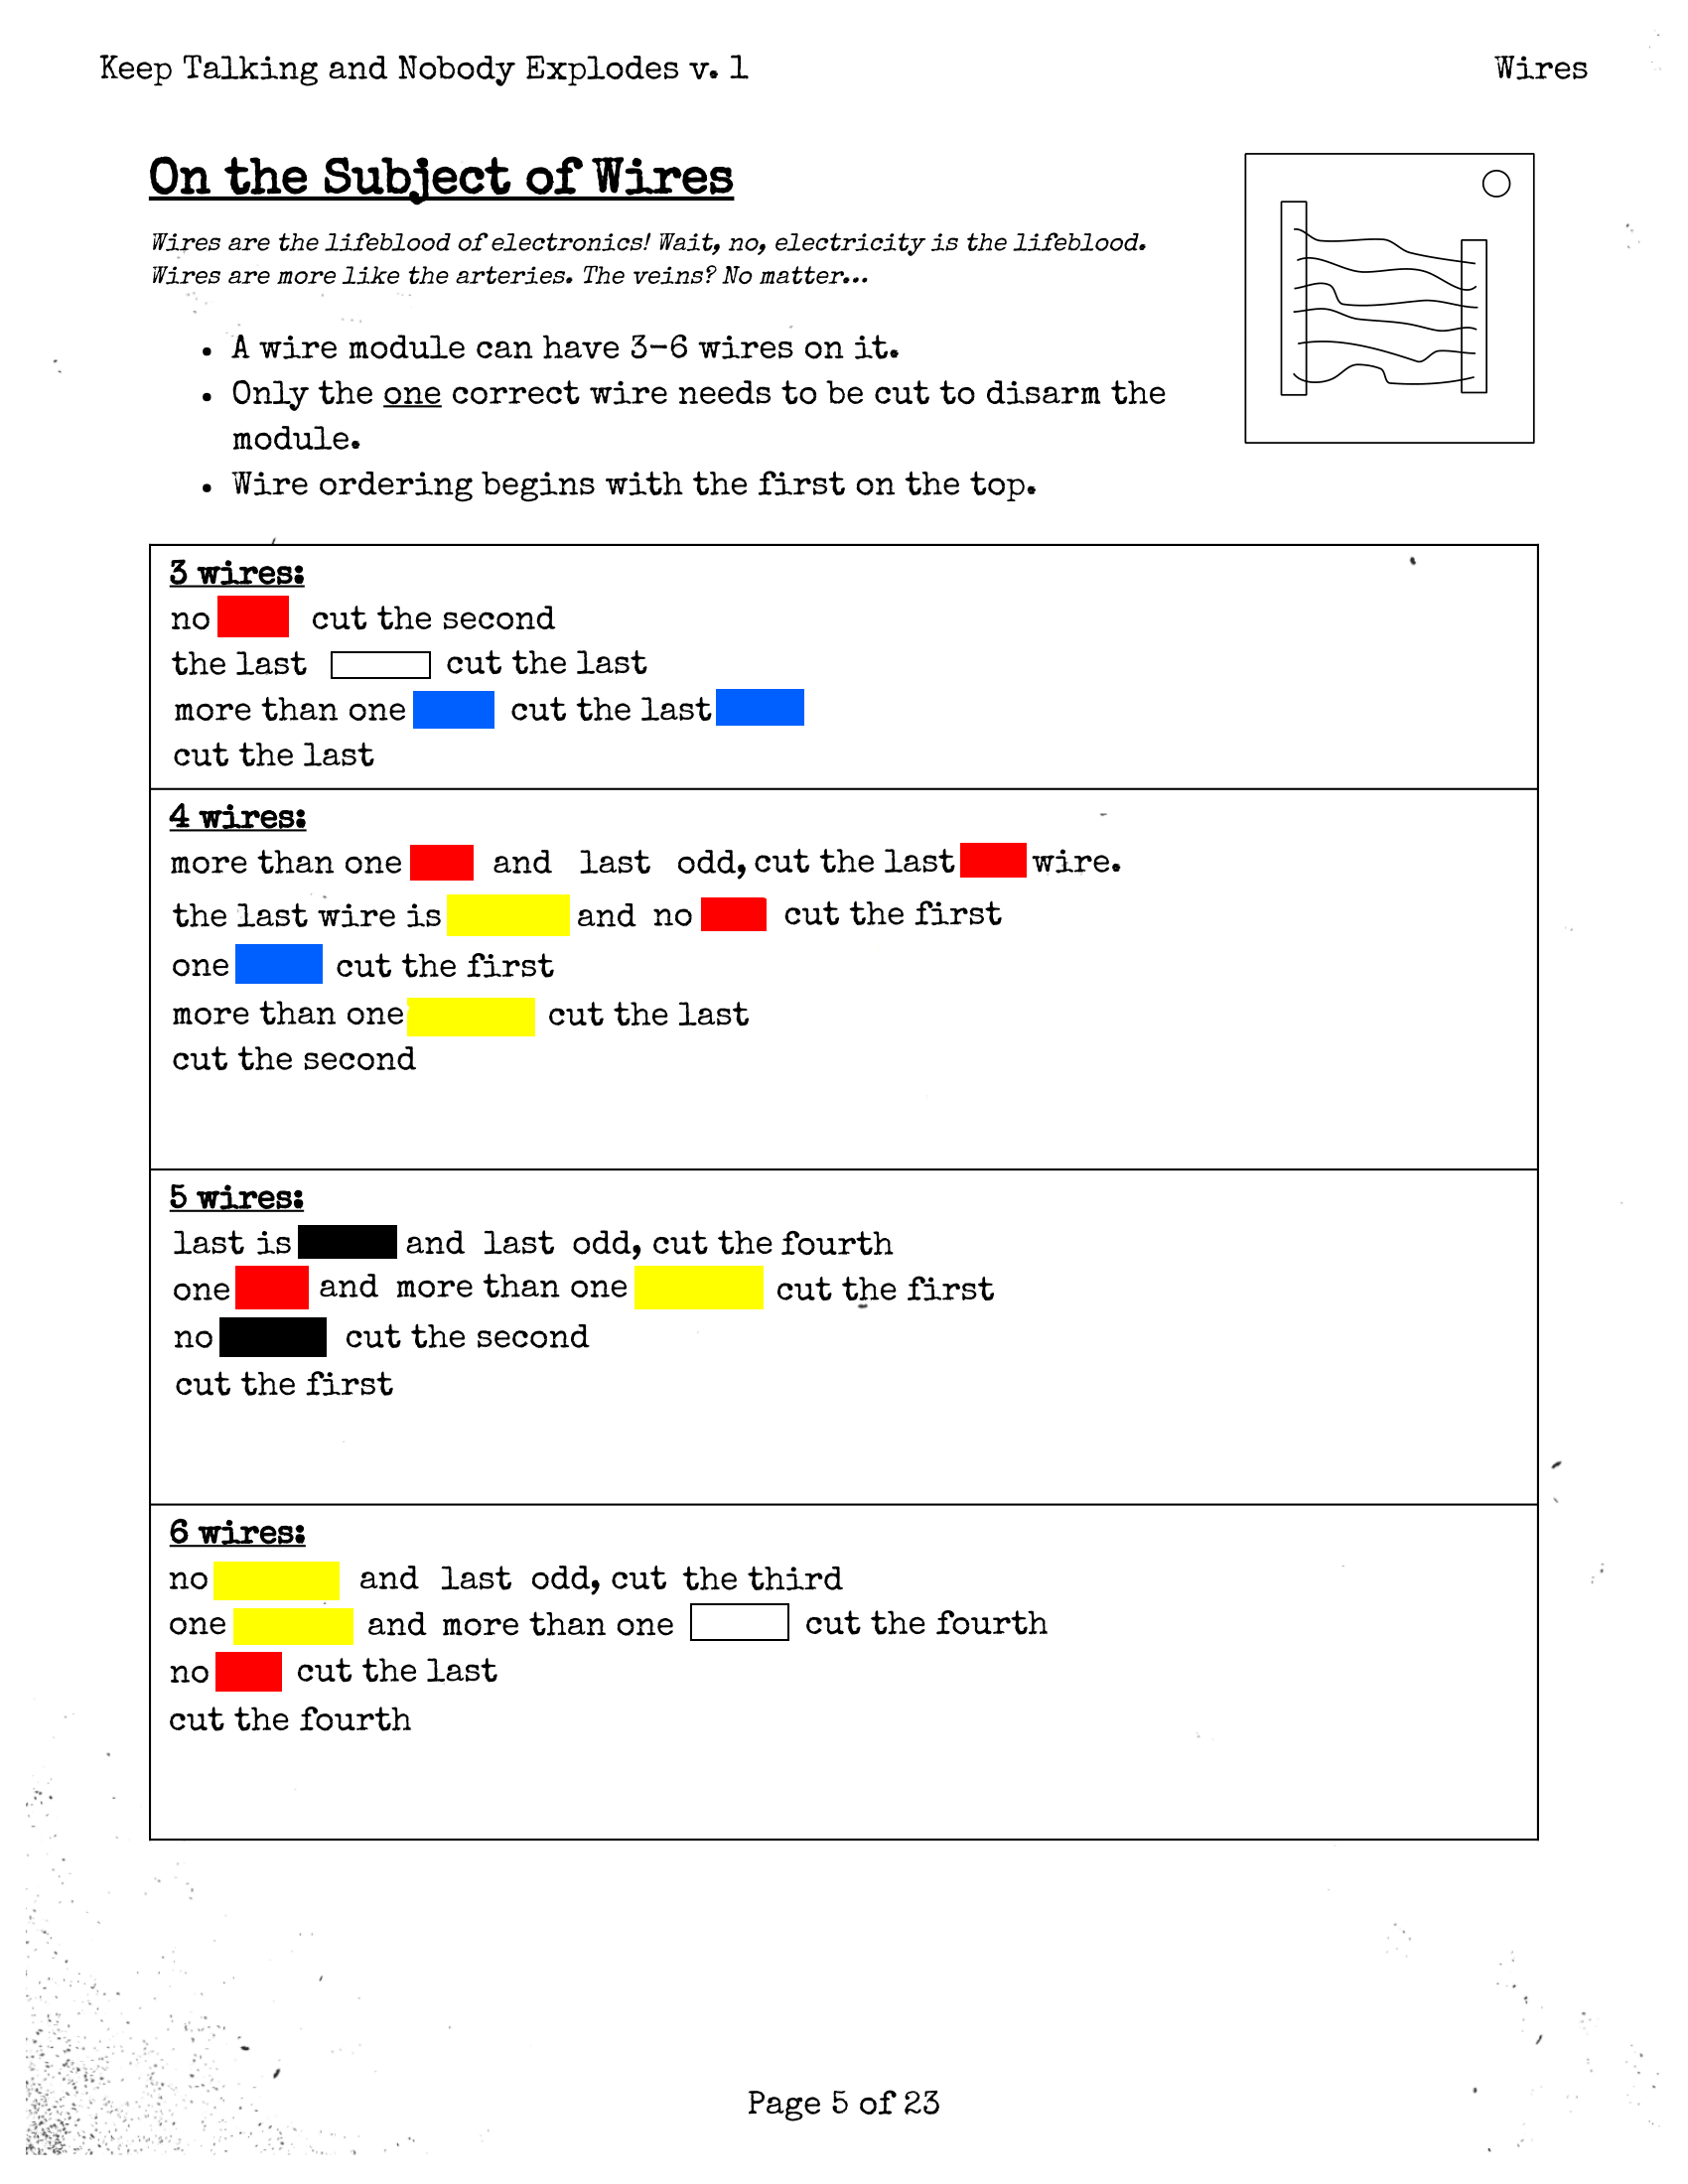 Keep Talking and Nobody Explodes v. 1
Wires
On the Subject of Wires
Wires are the lifeblood of electronics! Wait, no, electricity is the lifeblood.
Wires are more like the arteries. The veins? No matter...
• A wire module can have 3-6 wires on it.
• Only the one correct wire needs to be cut to disarm the
module.
• Wire ordering begins with the first on the top.
3 wires:
no cut the second
the last cut the last
more than one cut the last
cut the last
4 wires:
more than one and last odd, cut the last wire.
the last wire is and no cut the first
one cut the first
more than one cut the last
cut the second
5 wires:
last is and last odd, cut the fourth
one and more than one cut the first
no cut the second
cut the first
6 wires:
no and last odd, cut the third
one and more than one cut the fourth
no cut the last
cut the fourth
Page 5 of 23